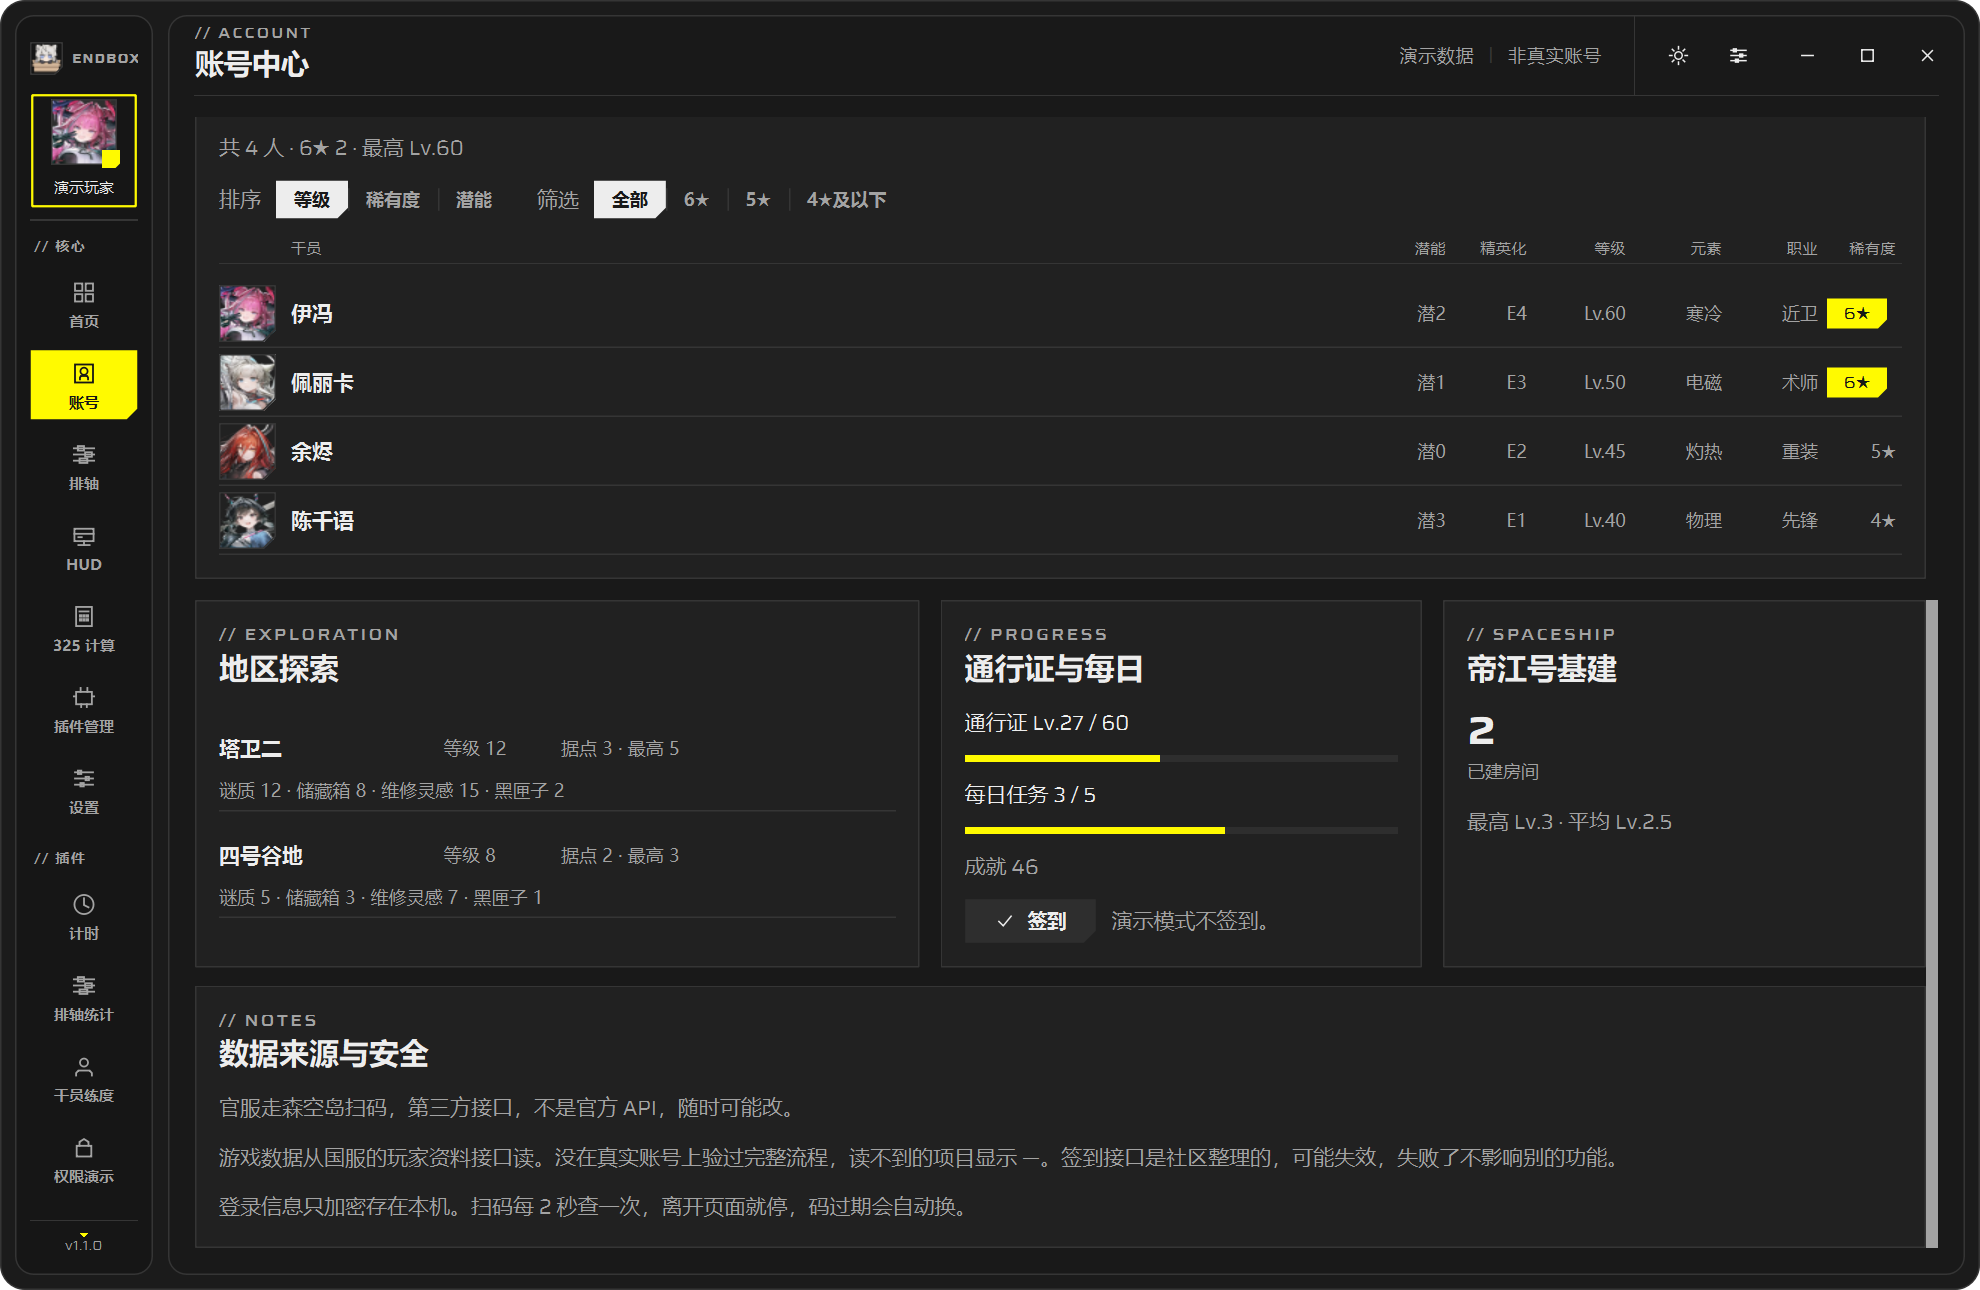 ENDBOX
演示玩家
// 核心
首页
账号
排轴
HUD
325 计算
插件管理
设置
// 插件
计时
排轴统计
干员练度
权限演示
v1.1.0
// ACCOUNT
账号中心
演示数据
非真实账号
共 4 人 · 6★ 2 · 最高 Lv.60
排序 等级 稀有度 潜能 筛选 全部 6★ 5★ 4★及以下
干员 潜能 精英化 等级 元素 职业 稀有度
伊冯 潜2 E4 Lv.60 寒冷 近卫 6★
佩丽卡 潜1 E3 Lv.50 电磁 术师 6★
余烬 潜0 E2 Lv.45 灼热 重装 5★
陈千语 潜3 E1 Lv.40 物理 先锋 4★
// EXPLORATION
地区探索
塔卫二 等级 12 据点 3 · 最高 5
谜质 12 · 储藏箱 8 · 维修灵感 15 · 黑匣子 2
四号谷地 等级 8 据点 2 · 最高 3
谜质 5 · 储藏箱 3 · 维修灵感 7 · 黑匣子 1
// PROGRESS
通行证与每日
通行证 Lv.27 / 60
每日任务 3 / 5
成就 46
签到 演示模式不签到。
// SPACESHIP
帝江号基建
2
已建房间
最高 Lv.3 · 平均 Lv.2.5
// NOTES
数据来源与安全
官服走森空岛扫码，第三方接口，不是官方 API，随时可能改。
游戏数据从国服的玩家资料接口读。没在真实账号上验过完整流程，读不到的项目显示 —。签到接口是社区整理的，可能失效，失败了不影响别的功能。
登录信息只加密存在本机。扫码每 2 秒查一次，离开页面就停，码过期会自动换。